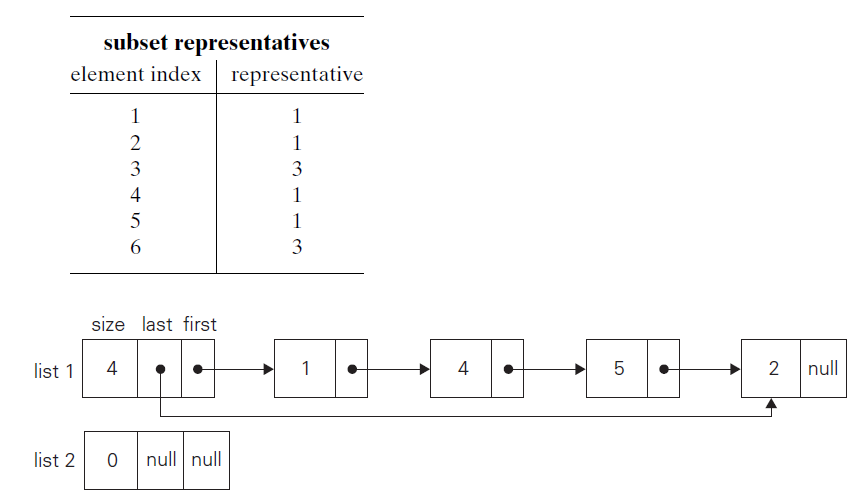 subset representatives
element index representative
1 1
2 1
3 3
4 1
5 1
6 3
size last first
list 1 4 1 4 5 2 null
list 2 0 null null